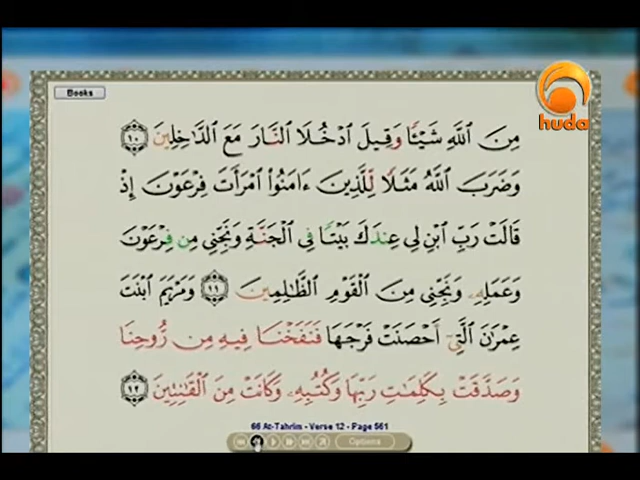 huda
Books
مِنَ ٱللَّهِ شَيْـًٔا وَقِيلَ ٱدْخُلَا ٱلنَّارَ مَعَ ٱلدَّٰخِلِينَ ١٠
وَضَرَبَ ٱللَّهُ مَثَلًا لِّلَّذِينَ ءَامَنُوا۟ ٱمْرَأَتَ فِرْعَوْنَ إِذْ
قَالَتْ رَبِّ ٱبْنِ لِى عِندَكَ بَيْتًا فِى ٱلْجَنَّةِ وَنَجِّنِى مِن فِرْعَوْنَ
وَعَمَلِهِۦ وَنَجِّنِى مِنَ ٱلْقَوْمِ ٱلظَّٰلِمِينَ ١١ وَمَرْيَمَ ٱبْنَتَ
عِمْرَٰنَ ٱلَّتِىٓ أَحْصَنَتْ فَرْجَهَا فَنَفَخْنَا فِيهِ مِن رُّوحِنَا
وَصَدَّقَتْ بِكَلِمَٰتِ رَبِّهَا وَكُتُبِهِۦ وَكَانَتْ مِنَ ٱلْقَٰنِتِينَ ١٢
66 At-Tahrim - Verse 12 - Page 561
Options